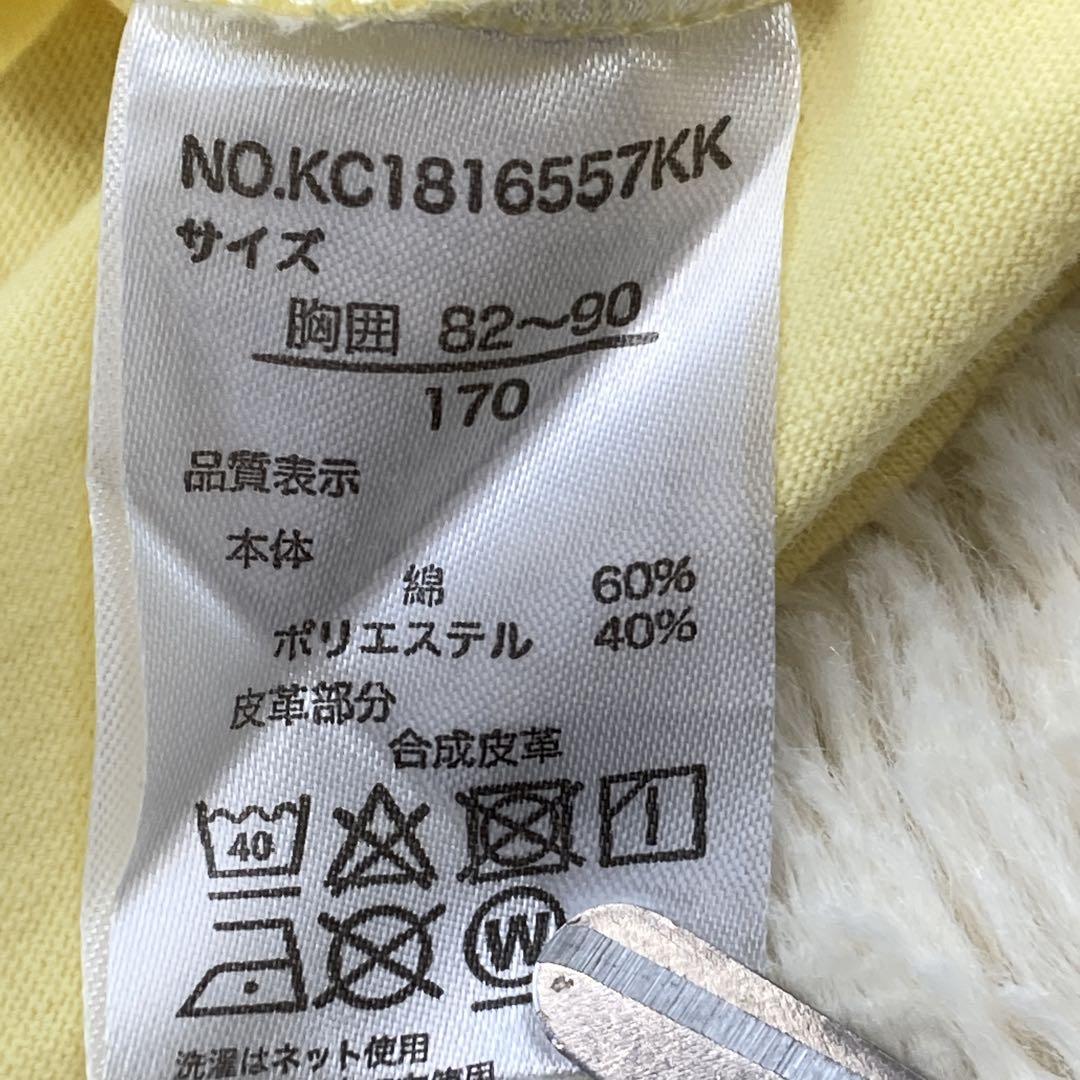 NO.KC1816557KK
サイズ
胸囲 82～90
170
品質表示
本体
綿 60%
ポリエステル 40%
皮革部分
合成皮革
40
W
洗濯はネット使用